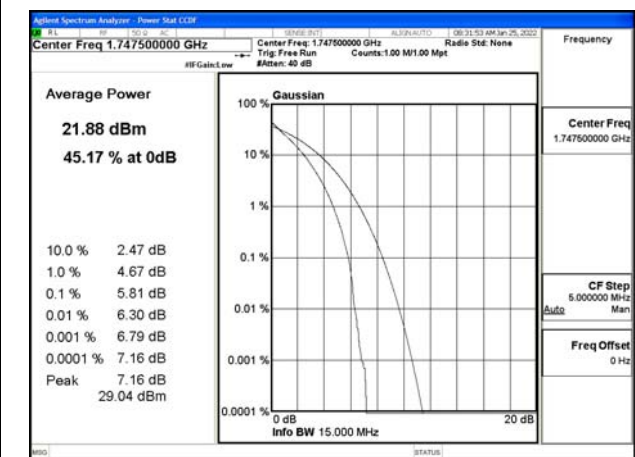 Agilent Spectrum Analyzer - Power Stat CCDF
RL RF 50 Ω AC SENSE:INT ALIGN AUTO 08:31:53 AM Jan 25, 2022
Center Freq 1.747500000 GHz
Center Freq: 1.747500000 GHz Radio Std: None
Trig: Free Run Counts:1.00 M/1.00 Mpt
#IFGain:Low #Atten: 40 dB
Frequency
Average Power
21.88 dBm
45.17 % at 0dB
10.0 % 2.47 dB
1.0 % 4.67 dB
0.1 % 5.81 dB
0.01 % 6.30 dB
0.001 % 6.79 dB
0.0001 % 7.16 dB
Peak 7.16 dB
29.04 dBm
Gaussian
100 %
10 %
1 %
0.1 %
0.01 %
0.001 %
0.0001 %
0 dB 20 dB
Info BW 15.000 MHz
Center Freq
1.747500000 GHz
CF Step
5.000000 MHz
Auto Man
Freq Offset
0 Hz
MSG STATUS